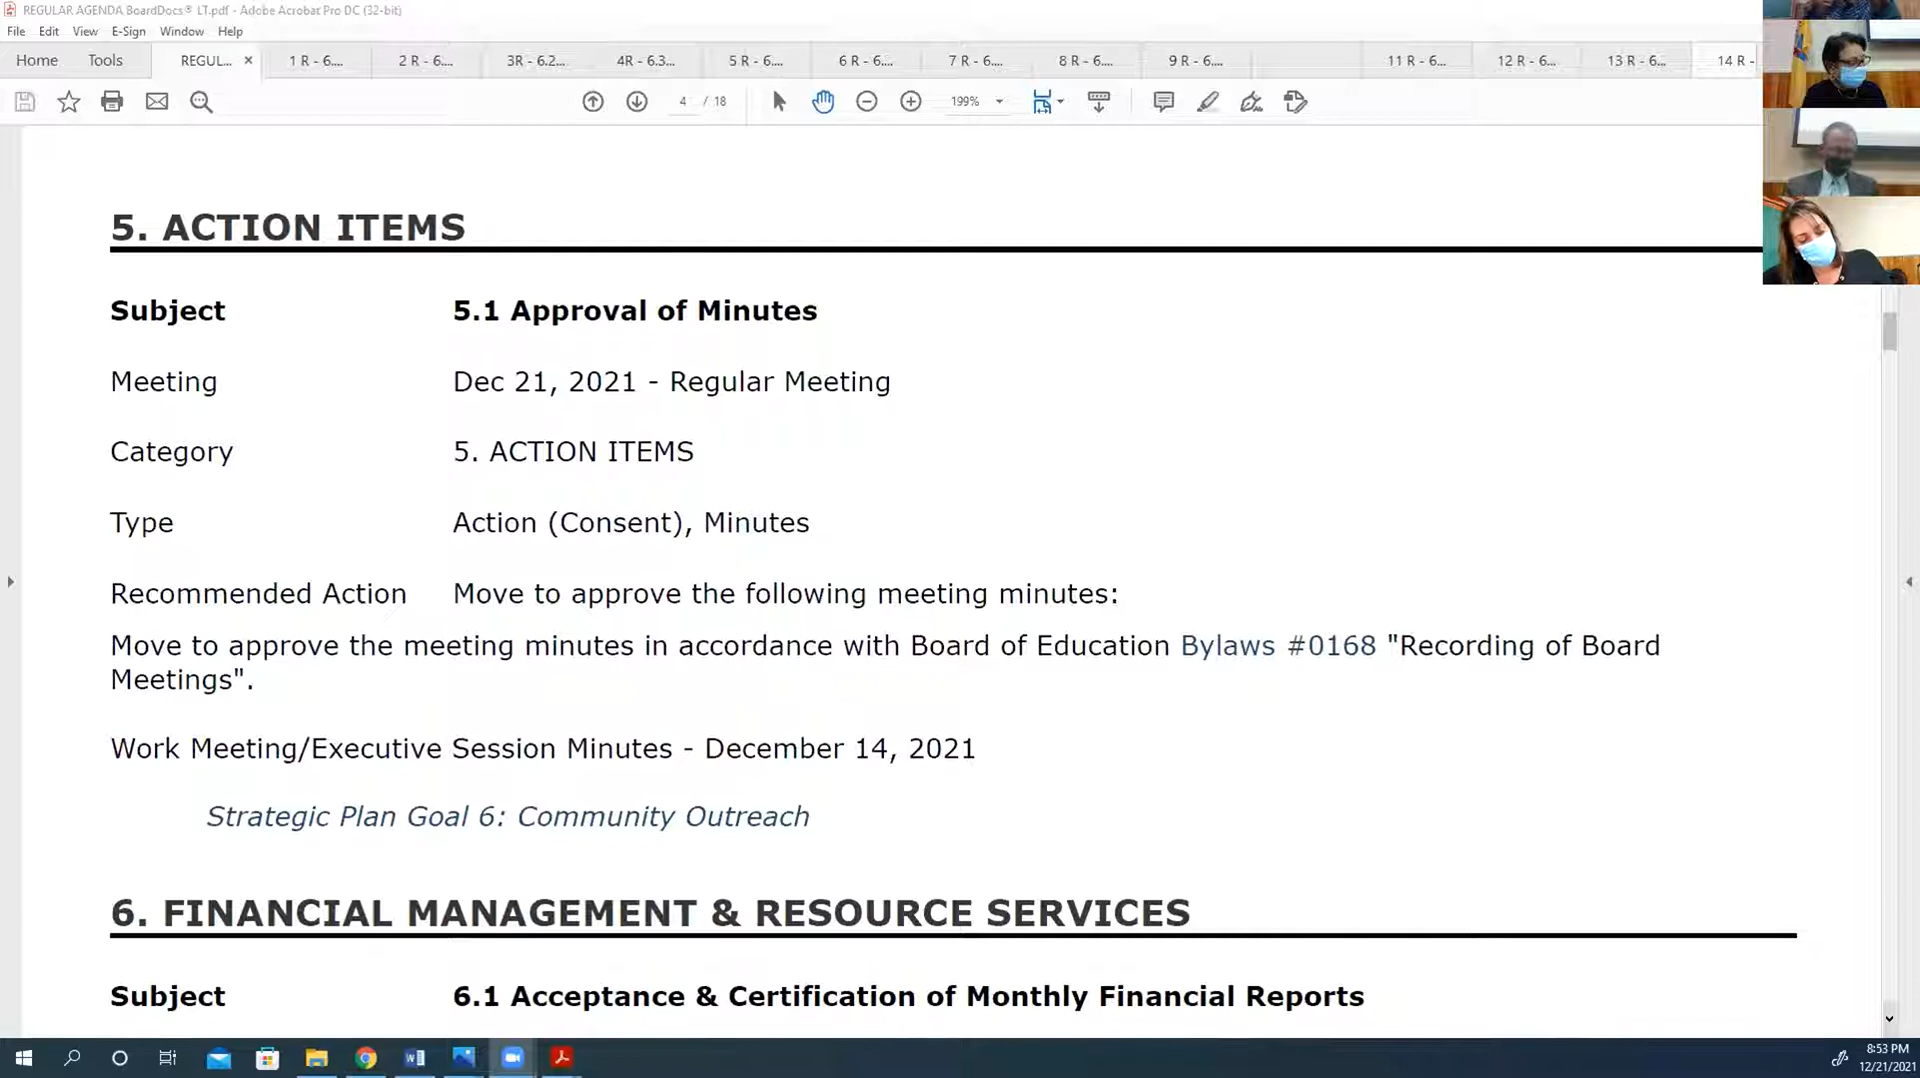 REGULAR AGENDA BoardDocs® LT.pdf - Adobe Acrobat Pro DC (32-bit)
File Edit View E-Sign Window Help
Home Tools REGUL... × 1 R - 6.... 2 R - 6.... 3R - 6.2... 4R - 6.3... 5 R - 6.... 6 R - 6.... 7 R - 6.... 8 R - 6.... 9 R - 6.... 11 R - 6... 12 R - 6... 13 R - 6... 14 R -
4 / 18 199%
5. ACTION ITEMS
Subject 5.1 Approval of Minutes
Meeting Dec 21, 2021 - Regular Meeting
Category 5. ACTION ITEMS
Type Action (Consent), Minutes
Recommended Action Move to approve the following meeting minutes:
Move to approve the meeting minutes in accordance with Board of Education Bylaws #0168 "Recording of Board
Meetings".
Work Meeting/Executive Session Minutes - December 14, 2021
Strategic Plan Goal 6: Community Outreach
6. FINANCIAL MANAGEMENT & RESOURCE SERVICES
Subject 6.1 Acceptance & Certification of Monthly Financial Reports
8:53 PM
12/21/2021